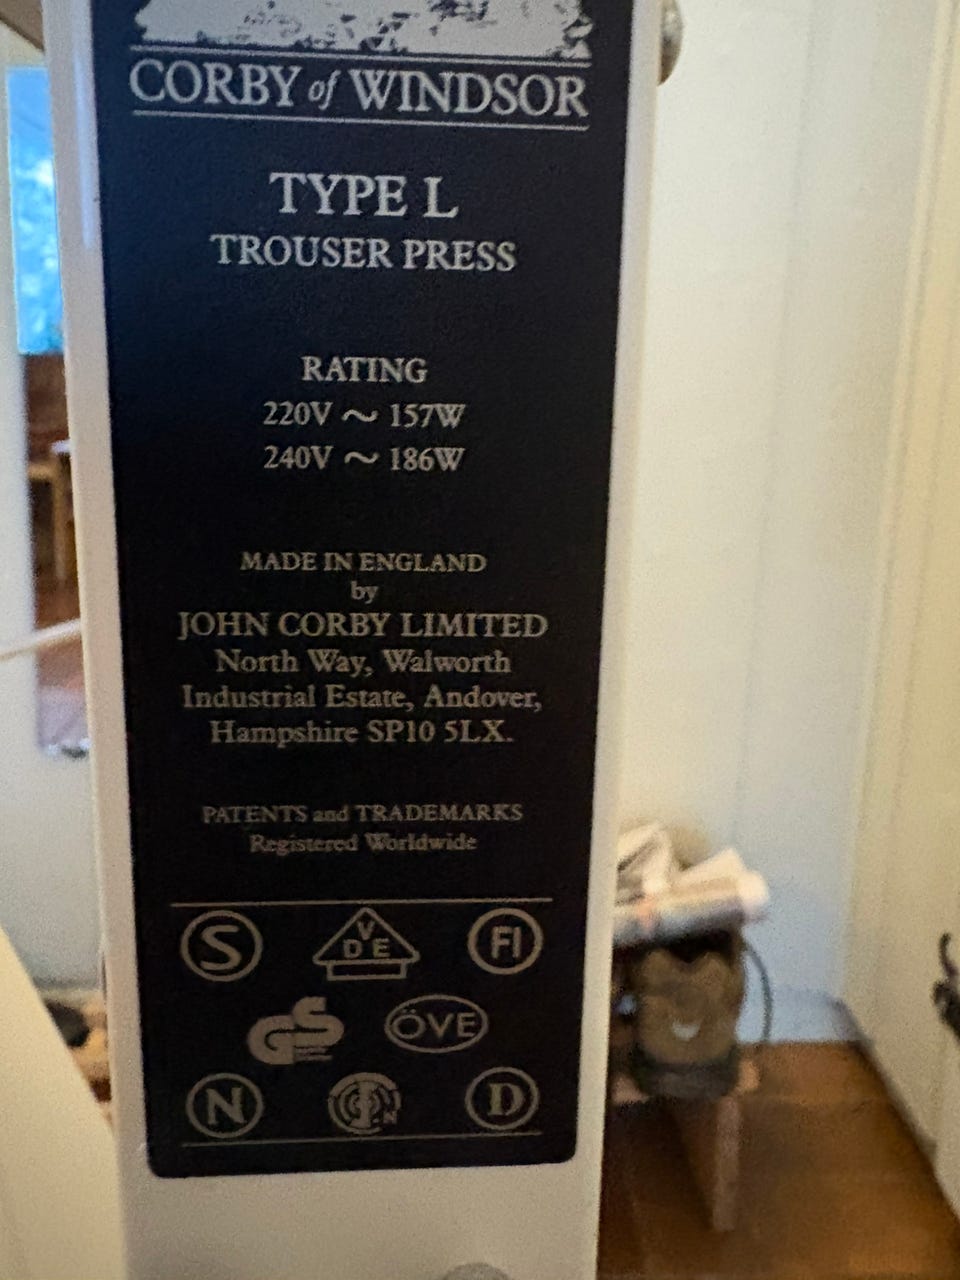 CORBY of WINDSOR
TYPE L
TROUSER PRESS
RATING
220V ~ 157W
240V ~ 186W
MADE IN ENGLAND
by
JOHN CORBY LIMITED
North Way, Walworth
Industrial Estate, Andover,
Hampshire SP10 5LX.
PATENTS and TRADEMARKS
Registered Worldwide
S VDE FI
GS ÖVE
N D